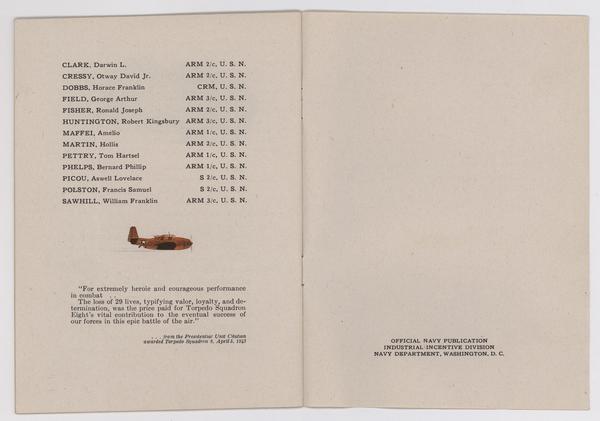 CLARK, Darwin L. ARM 2/c, U. S. N.
CRESSY, Otway David Jr. ARM 2/c, U. S. N.
DOBBS, Horace Franklin CRM, U. S. N.
FIELD, George Arthur ARM 3/c, U. S. N.
FISHER, Ronald Joseph ARM 2/c, U. S. N.
HUNTINGTON, Robert Kingsbury ARM 3/c, U. S. N.
MAFFEI, Amelio ARM 1/c, U. S. N.
MARTIN, Hollis ARM 2/c, U. S. N.
PETTRY, Tom Hartsel ARM 1/c, U. S. N.
PHELPS, Bernard Phillip ARM 1/c, U. S. N.
PICOU, Aswell Lovelace S 2/c, U. S. N.
POLSTON, Francis Samuel S 2/c, U. S. N.
SAWHILL, William Franklin ARM 3/c, U. S. N.
"For extremely heroic and courageous performance
in combat . .
The loss of 29 lives, typifying valor, loyalty, and de-
termination, was the price paid for Torpedo Squadron
Eight's vital contribution to the eventual success of
our forces in this epic battle of the air."
. . . from the Presidential Unit Citation
awarded Torpedo Squadron 8, April 5, 1943
OFFICIAL NAVY PUBLICATION
INDUSTRIAL INCENTIVE DIVISION
NAVY DEPARTMENT, WASHINGTON, D. C.